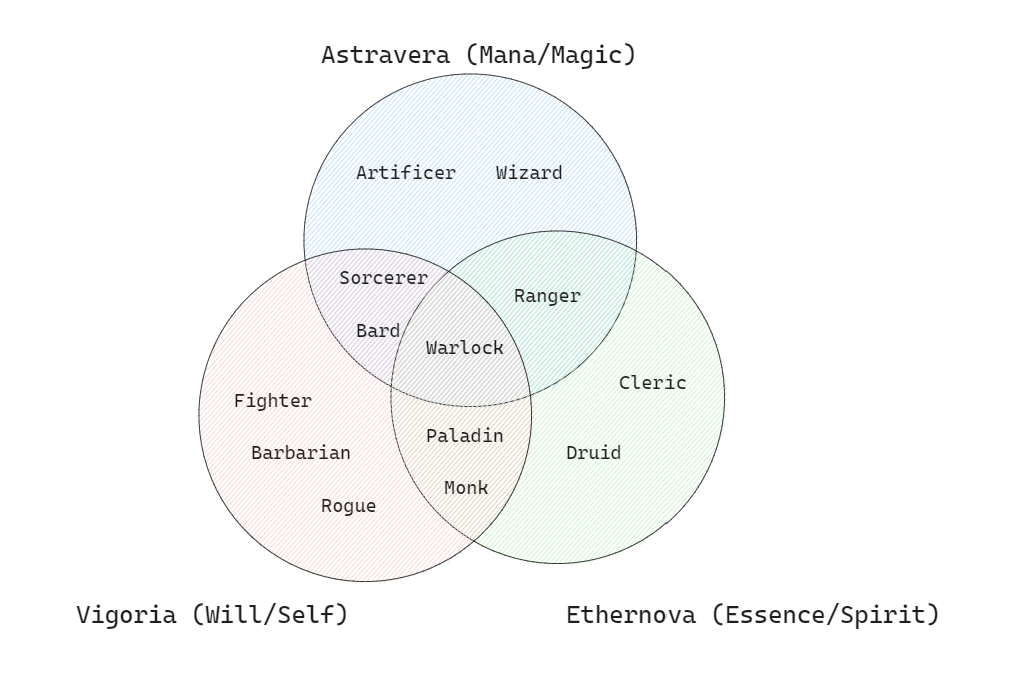 Astravera (Mana/Magic)
Artificer
Wizard
Sorcerer
Ranger
Bard
Warlock
Cleric
Fighter
Paladin
Barbarian
Druid
Monk
Rogue
Vigoria (Will/Self)
Ethernova (Essence/Spirit)